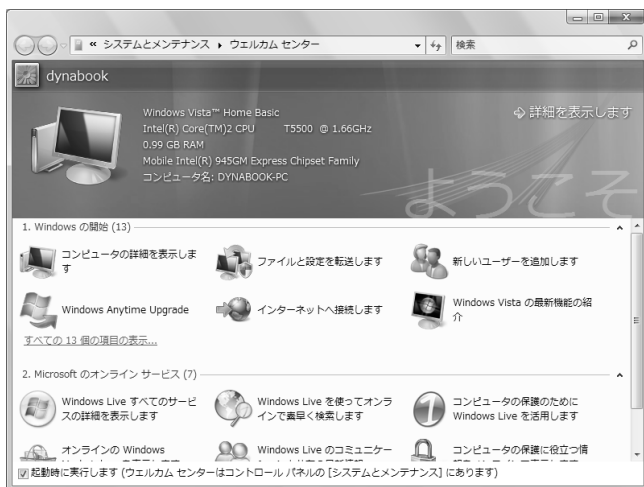 « システムとメンテナンス ▸ ウェルカム センター
検索
dynabook
Windows Vista™ Home Basic
詳細を表示します
Intel(R) Core(TM)2 CPU T5500 @ 1.66GHz
0.99 GB RAM
Mobile Intel(R) 945GM Express Chipset Family
コンピュータ名: DYNABOOK-PC
ようこそ
1. Windows の開始 (13)
コンピュータの詳細を表示しま
す
ファイルと設定を転送します
新しいユーザーを追加します
Windows Anytime Upgrade
インターネットへ接続します
Windows Vista の最新機能の紹
介
すべての 13 個の項目の表示...
2. Microsoft のオンライン サービス (7)
Windows Live すべてのサービ
スの詳細を表示します
Windows Live を使ってオンラ
インで素早く検索します
コンピュータの保護のために
Windows Live を活用します
オンラインの Windows
Windows Live のコミュニケー
コンピュータの保護に役立つ情
起動時に実行します (ウェルカム センターはコントロール パネルの [システムとメンテナンス] にあります)